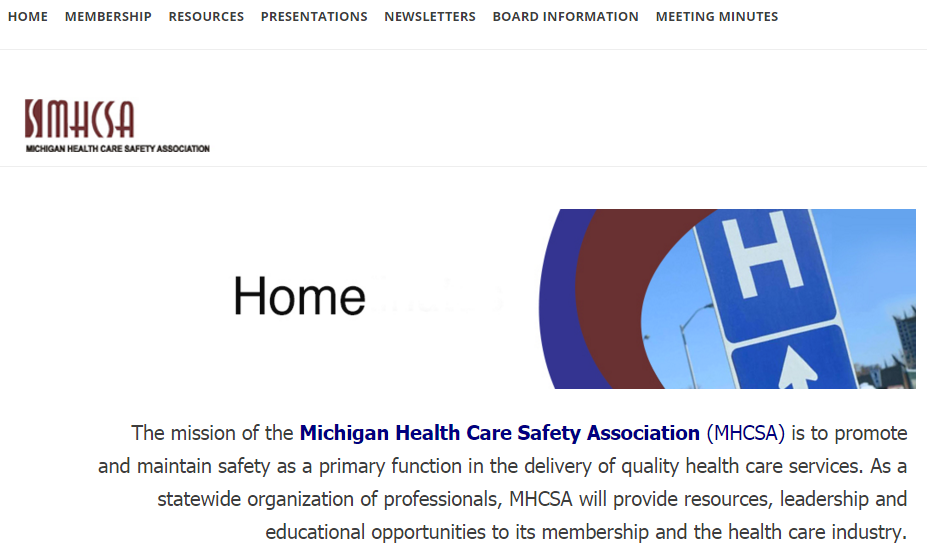 HOME MEMBERSHIP RESOURCES PRESENTATIONS NEWSLETTERS BOARD INFORMATION MEETING MINUTES
MHCSA
MICHIGAN HEALTH CARE SAFETY ASSOCIATION
H
Home
The mission of the Michigan Health Care Safety Association (MHCSA) is to promote
and maintain safety as a primary function in the delivery of quality health care services. As a
statewide organization of professionals, MHCSA will provide resources, leadership and
educational opportunities to its membership and the health care industry.